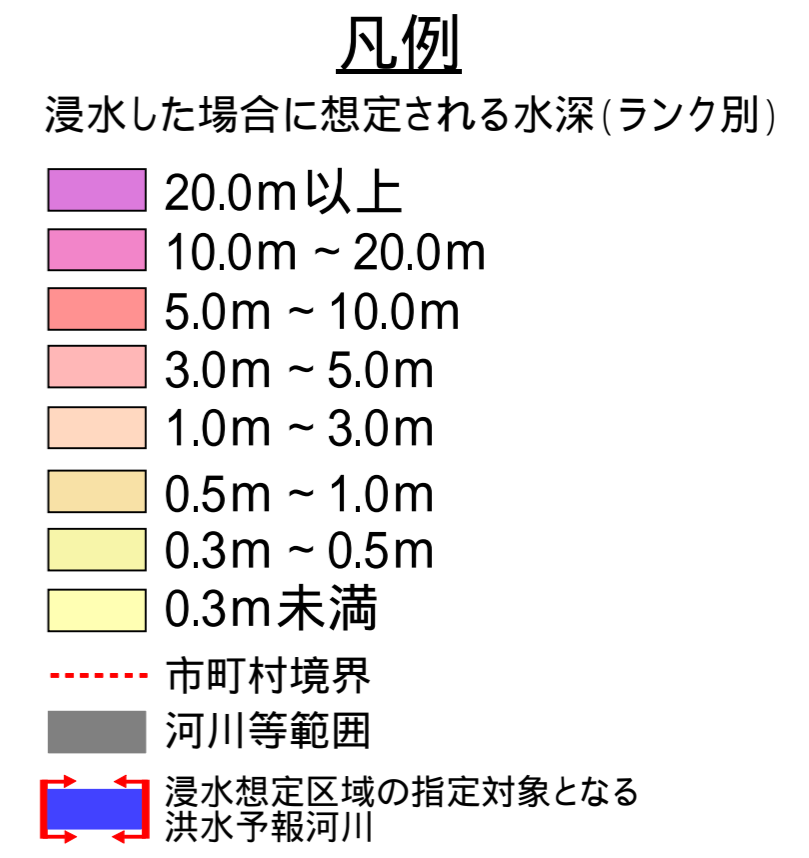 凡例
浸水した場合に想定される水深(ランク別)
20.0m以上
10.0m ~ 20.0m
5.0m ~ 10.0m
3.0m ~ 5.0m
1.0m ~ 3.0m
0.5m ~ 1.0m
0.3m ~ 0.5m
0.3m未満
市町村境界
河川等範囲
浸水想定区域の指定対象となる
洪水予報河川